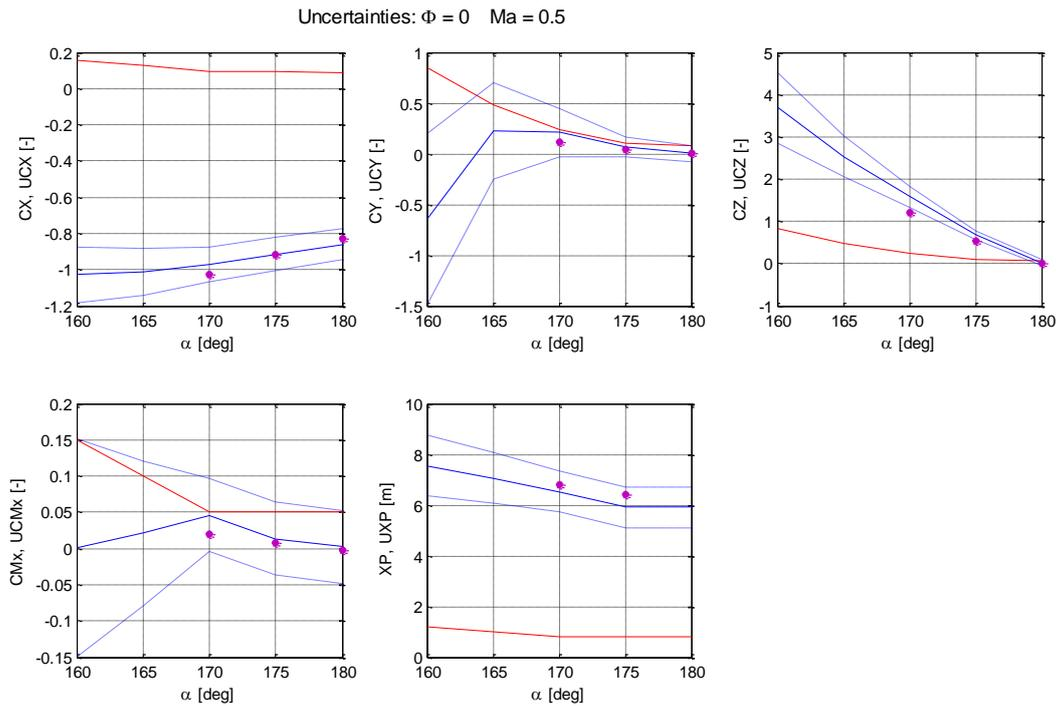 Uncertainties: Φ = 0 Ma = 0.5
CX, UCX [-]
0.2
0
-0.2
-0.4
-0.6
-0.8
-1
-1.2
160 165 170 175 180
α [deg]
CY, UCY [-]
1
0.5
0
-0.5
-1
-1.5
160 165 170 175 180
α [deg]
CZ, UCZ [-]
5
4
3
2
1
0
-1
160 165 170 175 180
α [deg]
CMx, UCMx [-]
0.2
0.15
0.1
0.05
0
-0.05
-0.1
-0.15
160 165 170 175 180
α [deg]
XP, UXP [m]
10
8
6
4
2
0
160 165 170 175 180
α [deg]